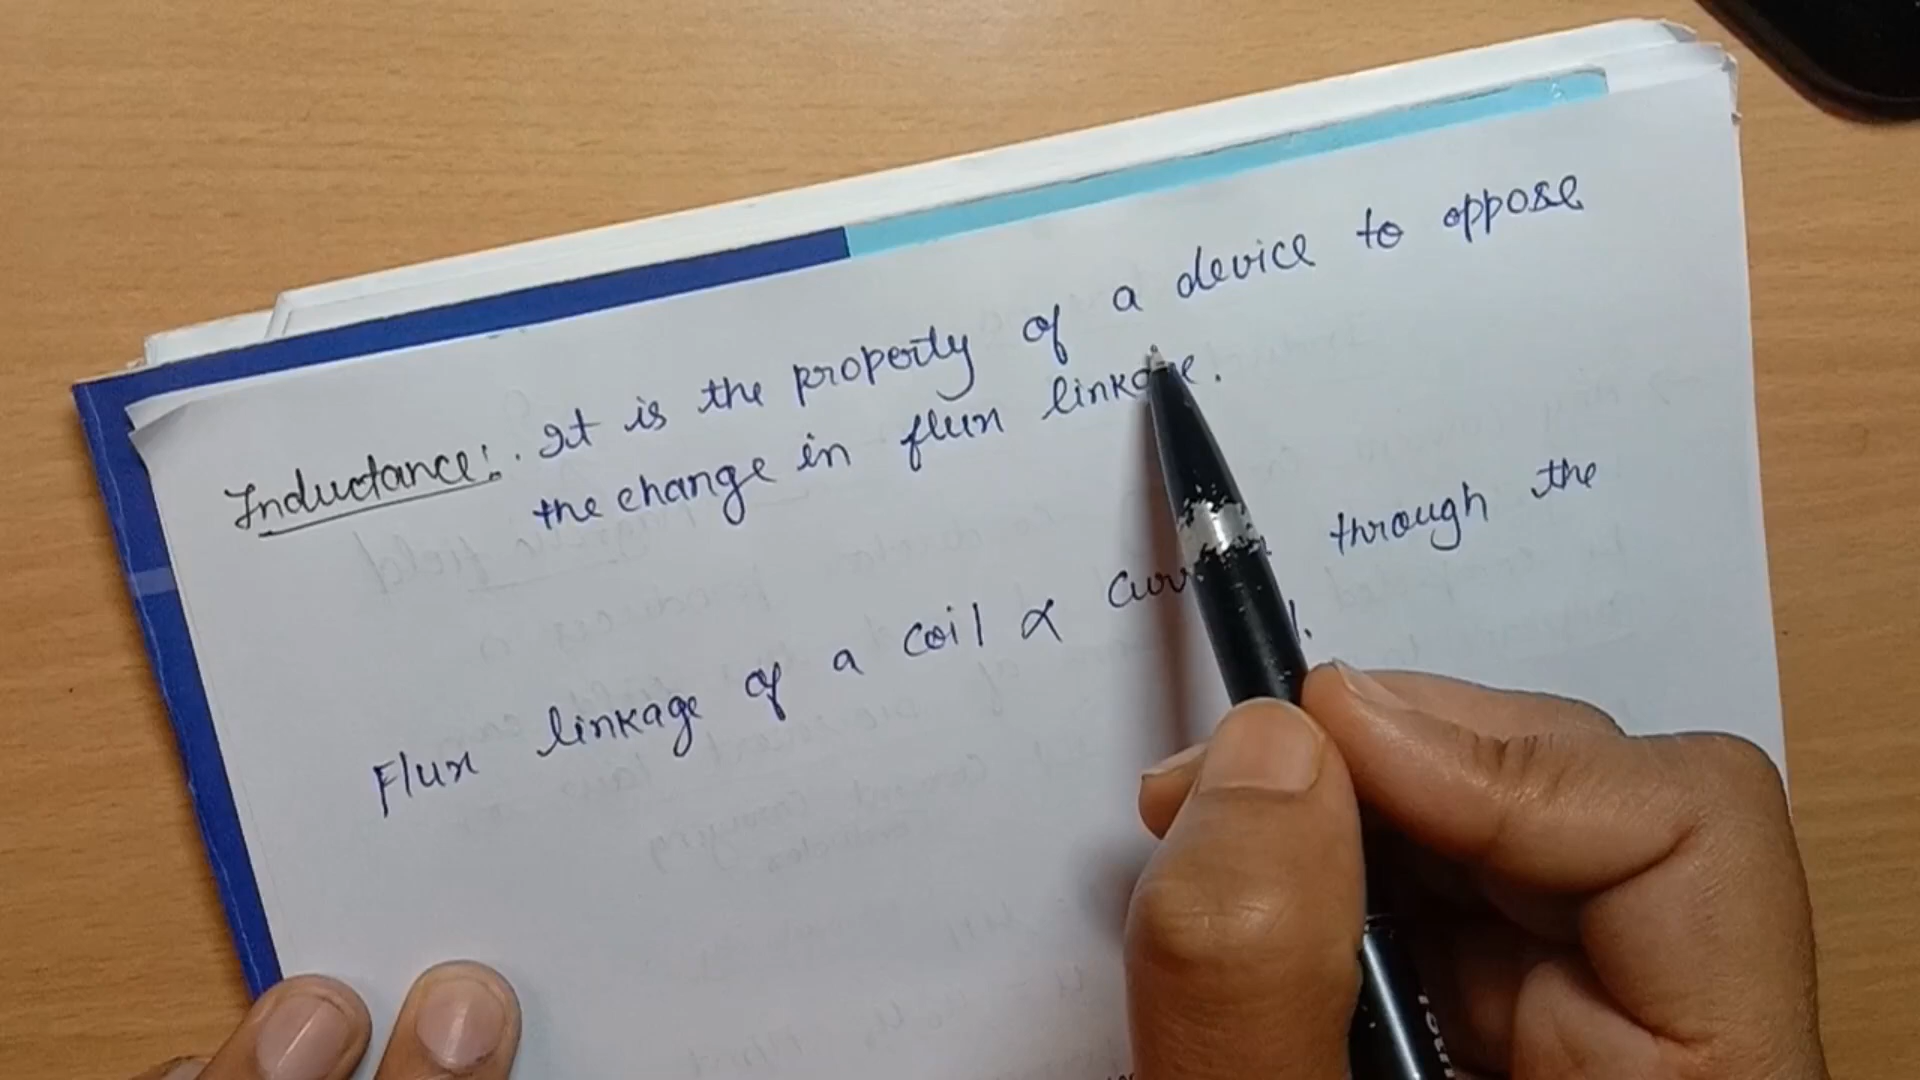 Inductance:. It is the property of a device to oppose
the change in flux linkage.
Flux linkage of a coil ∝ through the